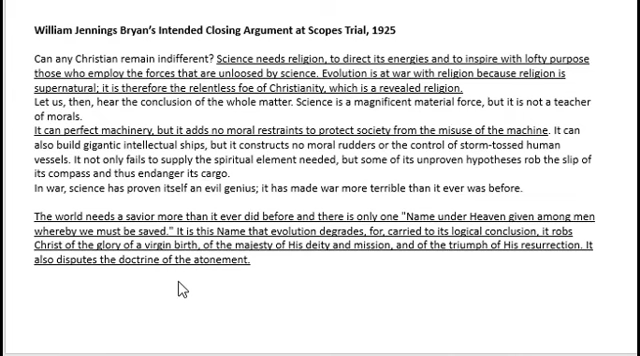 William Jennings Bryan's Intended Closing Argument at Scopes Trial, 1925
Can any Christian remain indifferent? Science needs religion, to direct its energies and to inspire with lofty purpose
those who employ the forces that are unloosed by science. Evolution is at war with religion because religion is
supernatural; it is therefore the relentless foe of Christianity, which is a revealed religion.
Let us, then, hear the conclusion of the whole matter. Science is a magnificent material force, but it is not a teacher
of morals.
It can perfect machinery, but it adds no moral restraints to protect society from the misuse of the machine. It can
also build gigantic intellectual ships, but it constructs no moral rudders or the control of storm-tossed human
vessels. It not only fails to supply the spiritual element needed, but some of its unproven hypotheses rob the slip of
its compass and thus endanger its cargo.
In war, science has proven itself an evil genius; it has made war more terrible than it ever was before.
The world needs a savior more than it ever did before and there is only one "Name under Heaven given among men
whereby we must be saved." It is this Name that evolution degrades, for, carried to its logical conclusion, it robs
Christ of the glory of a virgin birth, of the majesty of His deity and mission, and of the triumph of His resurrection. It
also disputes the doctrine of the atonement.